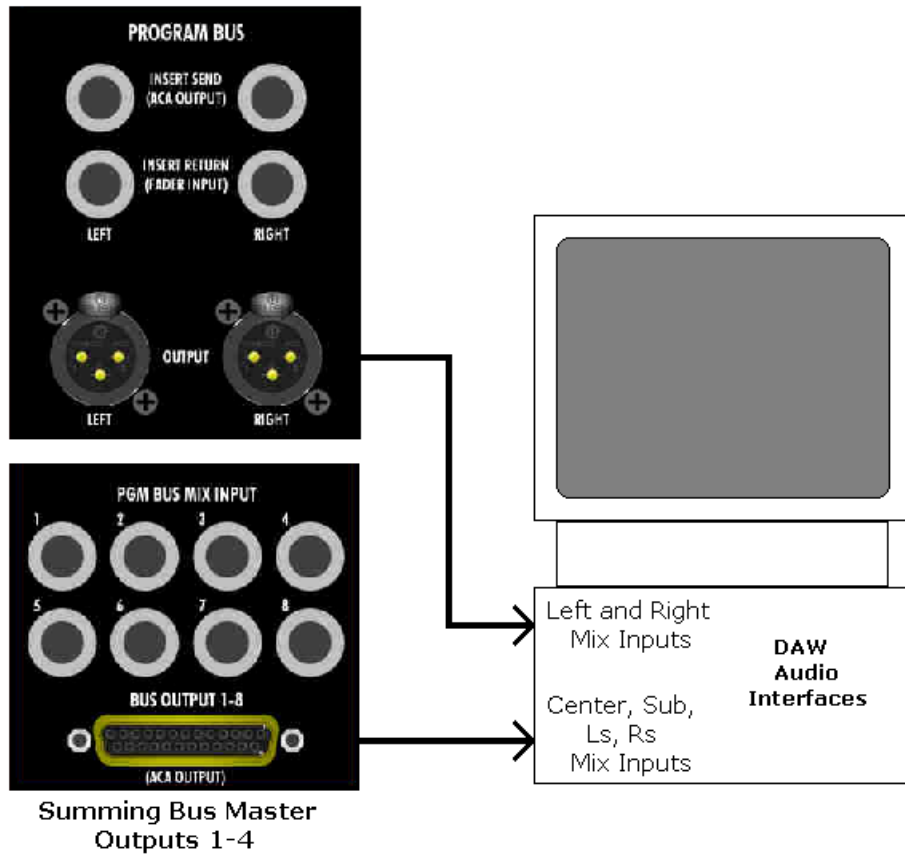 PROGRAM BUS
INSERT SEND
(ACA OUTPUT)
INSERT RETURN
(FADER INPUT)
LEFT
RIGHT
OUTPUT
LEFT
RIGHT
PGM BUS MIX INPUT
1
2
3
4
5
6
7
8
BUS OUTPUT 1-8
(ACA OUTPUT)
Summing Bus Master
Outputs 1-4
Left and Right
Mix Inputs
Center, Sub,
Ls, Rs
Mix Inputs
DAW
Audio
Interfaces